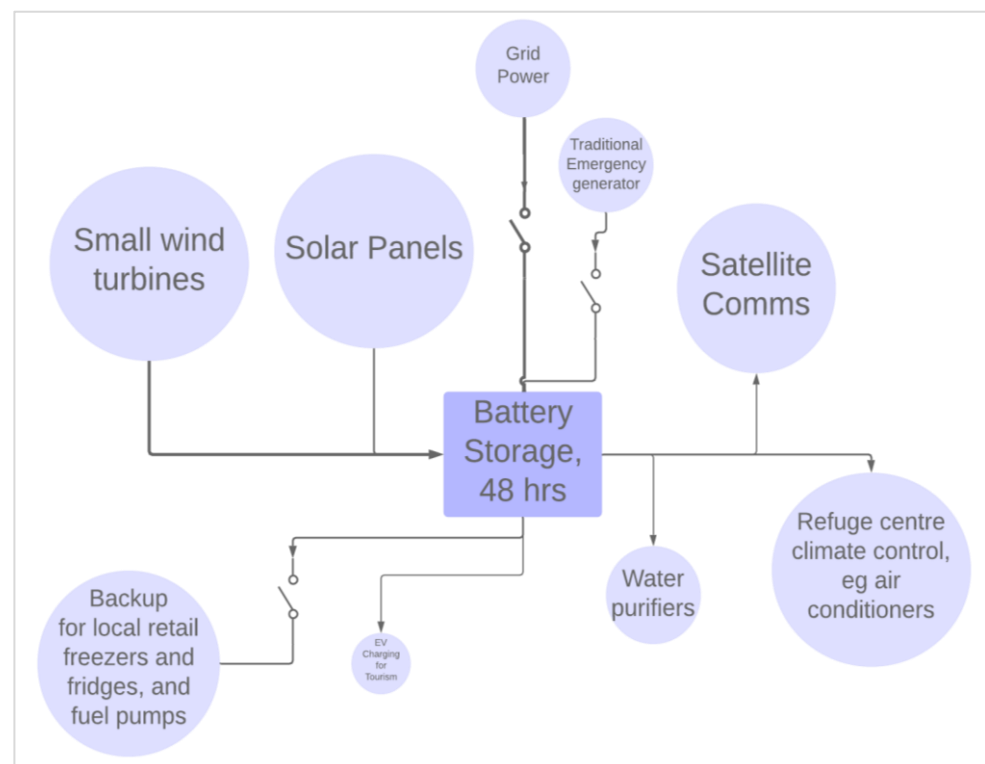 Grid
Power
Traditional
Emergency
generator
Small wind
turbines
Solar Panels
Satellite
Comms
Battery
Storage,
48 hrs
Refuge centre
climate control,
eg air
conditioners
Water
purifiers
Backup
for local retail
freezers and
fridges, and
fuel pumps
EV
Charging
for
Tourism